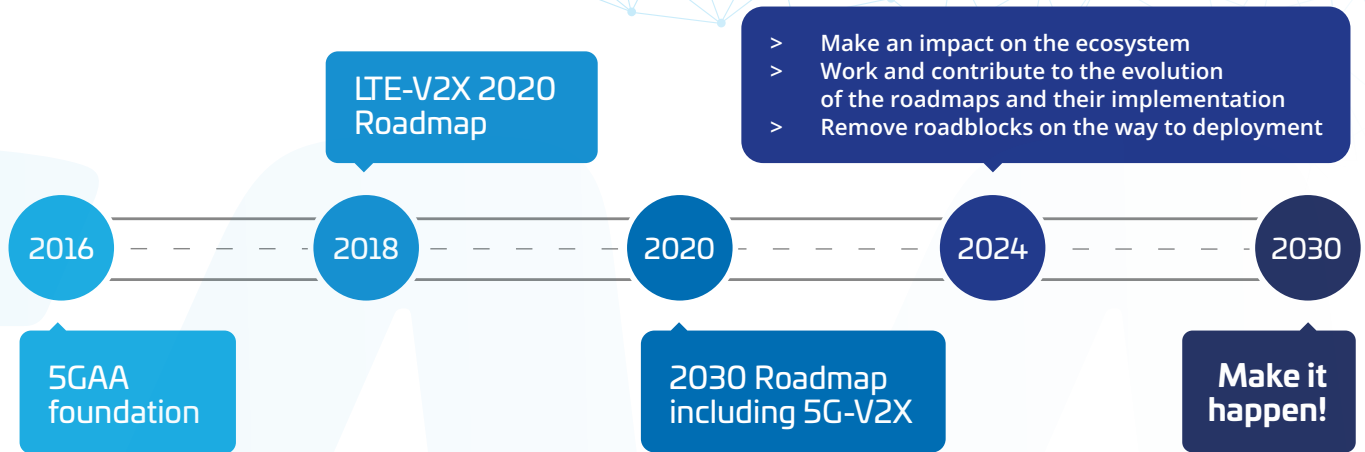 > Make an impact on the ecosystem
> Work and contribute to the evolution
of the roadmaps and their implementation
> Remove roadblocks on the way to deployment
LTE-V2X 2020
Roadmap
2016
2018
2020
2024
2030
5GAA
foundation
2030 Roadmap
including 5G-V2X
Make it
happen!